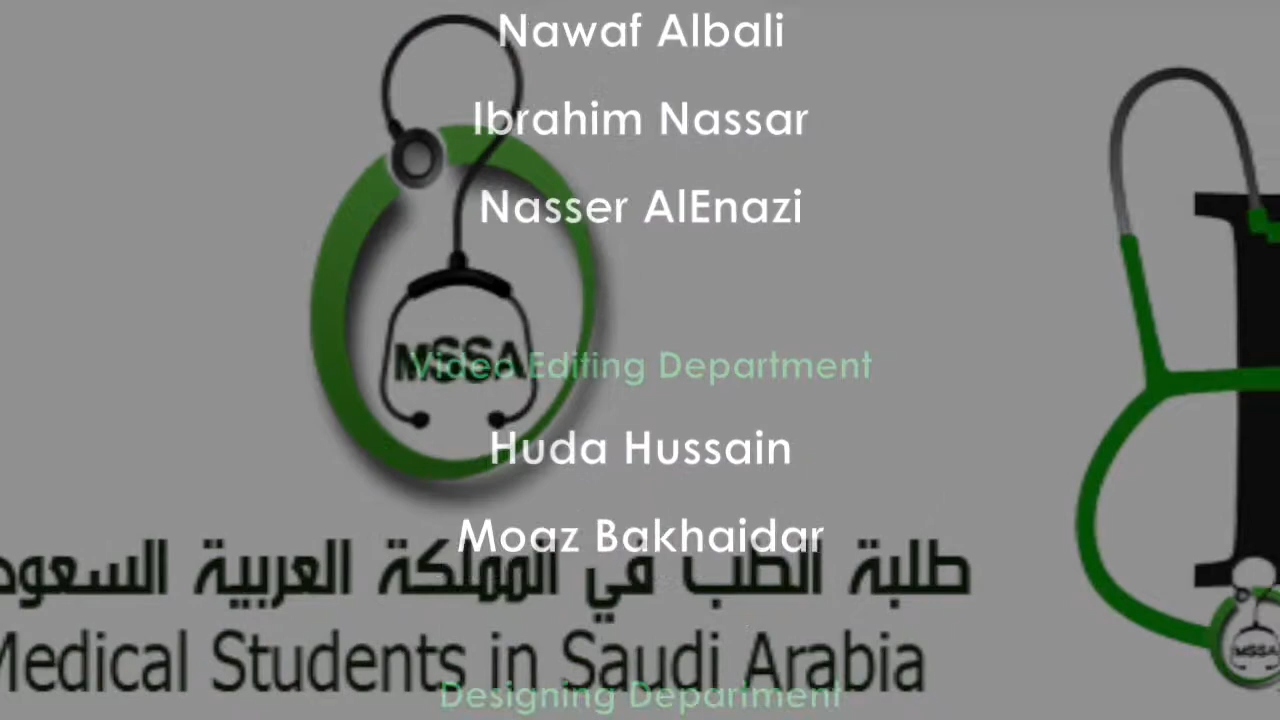 Nawaf Albali
Ibrahim Nassar
Nasser AlEnazi
MSSA
Video Editing Department
Huda Hussain
Moaz Bakhaidar
طلبة الطب في المملكة العربية السعود
Medical Students in Saudi Arabia
MSSA
Designing Department